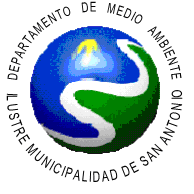 DEPARTAMENTO DE MEDIO AMBIENTE
ILUSTRE MUNICIPALIDAD DE SAN ANTONIO